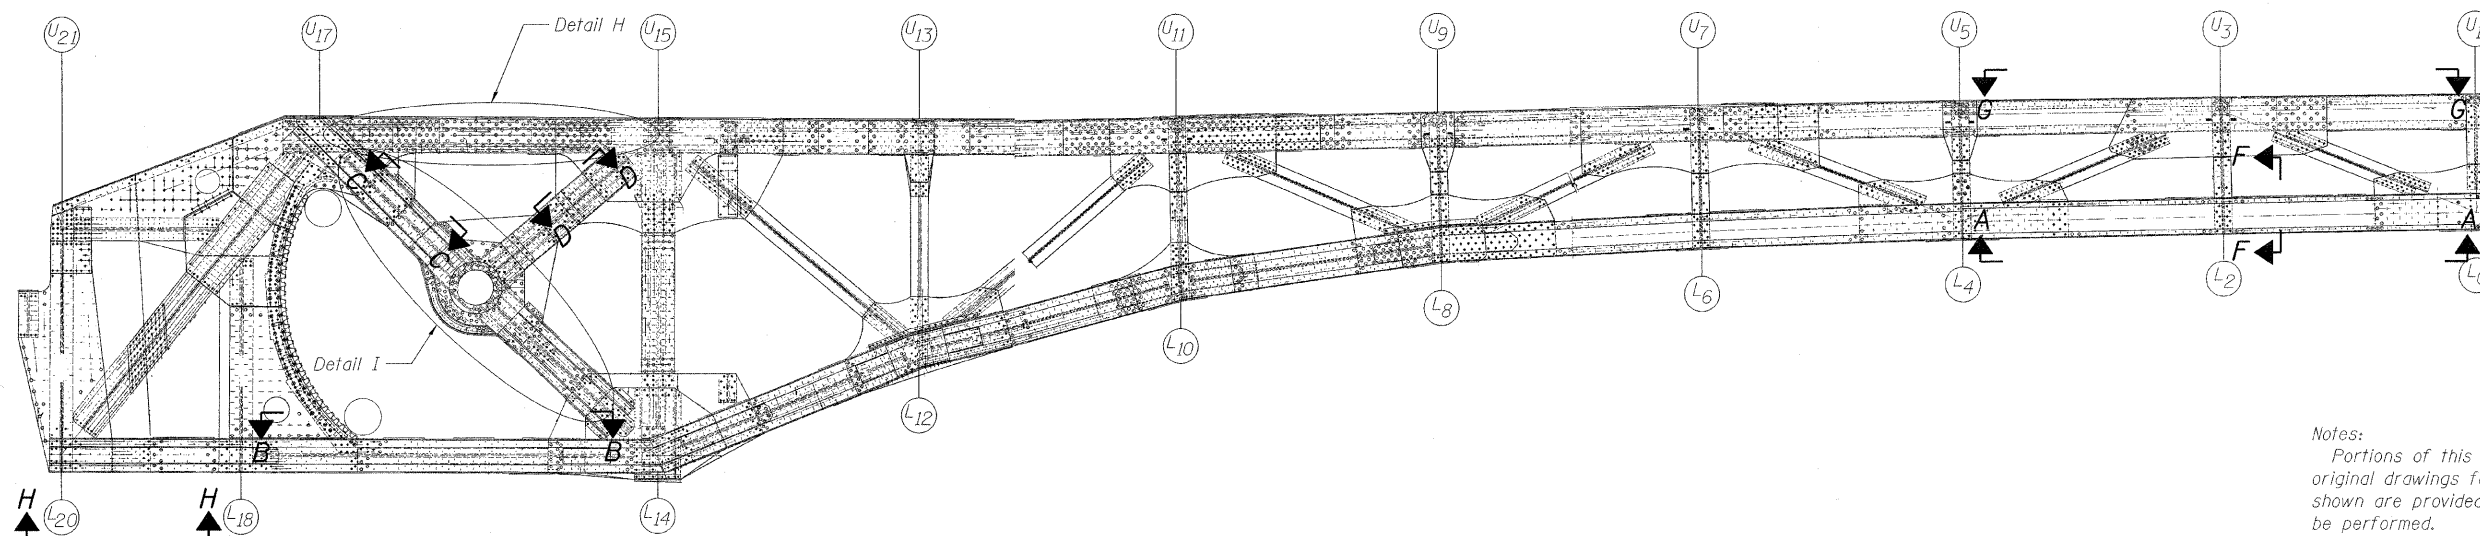 U21
U17
Detail H
U15
U13
U11
U9
U7
U5
U3
G
G
C
D
D
C
F
A
A
F
Detail I
B
B
L12
L10
L8
L6
L4
L2
H
H
L20
L18
L14
Notes:
Portions of this
original drawings
shown are provided
be performed.